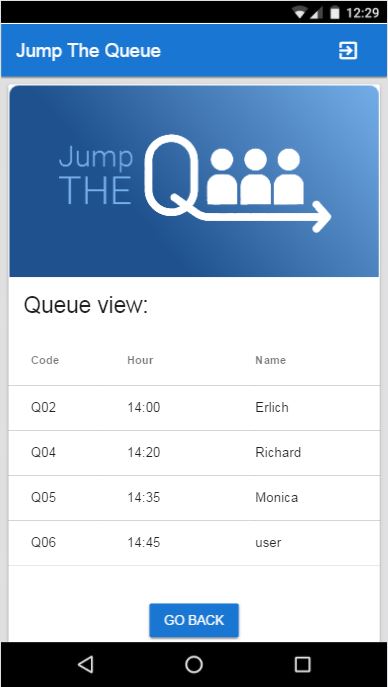 12:29
Jump The Queue
Jump
THE Q
Queue view:
Code Hour Name
Q02 14:00 Erlich
Q04 14:20 Richard
Q05 14:35 Monica
Q06 14:45 user
GO BACK